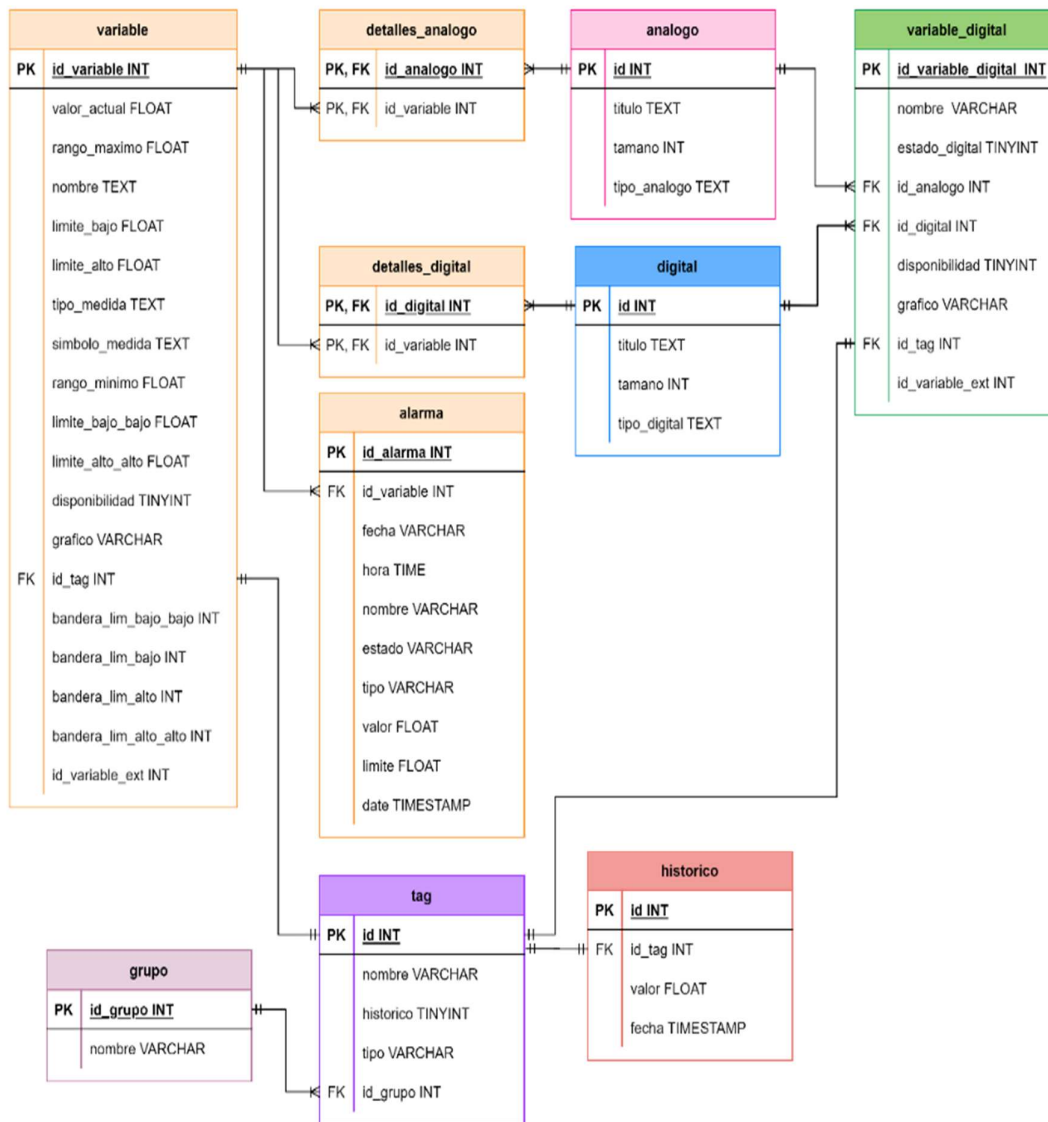 variable
PK id_variable INT
valor_actual FLOAT
rango_maximo FLOAT
nombre TEXT
limite_bajo FLOAT
limite_alto FLOAT
tipo_medida TEXT
simbolo_medida TEXT
rango_minimo FLOAT
limite_bajo_bajo FLOAT
limite_alto_alto FLOAT
disponibilidad TINYINT
grafico VARCHAR
FK id_tag INT
bandera_lim_bajo_bajo INT
bandera_lim_bajo INT
bandera_lim_alto INT
bandera_lim_alto_alto INT
id_variable_ext INT
detalles_analogo
PK, FK id_analogo INT
PK, FK id_variable INT
analogo
PK id INT
titulo TEXT
tamano INT
tipo_analogo TEXT
variable_digital
PK id_variable_digital INT
nombre VARCHAR
estado_digital TINYINT
FK id_analogo INT
FK id_digital INT
disponibilidad TINYINT
grafico VARCHAR
FK id_tag INT
id_variable_ext INT
detalles_digital
PK, FK id_digital INT
PK, FK id_variable INT
digital
PK id INT
titulo TEXT
tamano INT
tipo_digital TEXT
alarma
PK id_alarma INT
FK id_variable INT
fecha VARCHAR
hora TIME
nombre VARCHAR
estado VARCHAR
tipo VARCHAR
valor FLOAT
limite FLOAT
date TIMESTAMP
tag
PK id INT
nombre VARCHAR
historico TINYINT
tipo VARCHAR
FK id_grupo INT
historico
PK id INT
FK id_tag INT
valor FLOAT
fecha TIMESTAMP
grupo
PK id_grupo INT
nombre VARCHAR